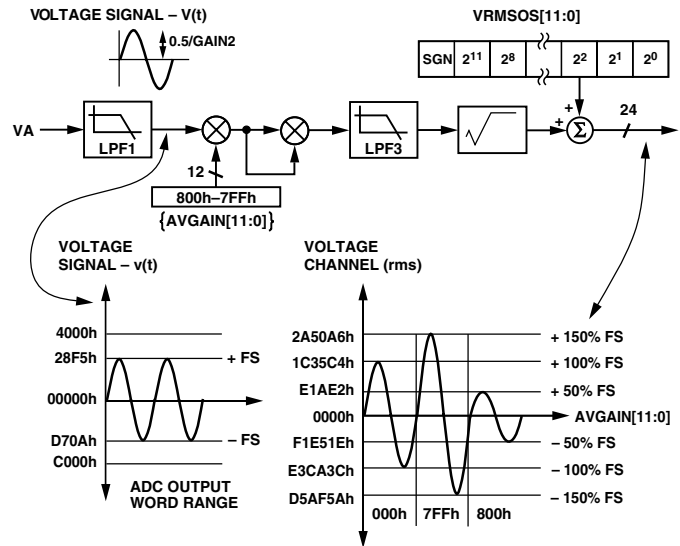 VOLTAGE SIGNAL – V(t)
0.5/GAIN2
VRMSOS[11:0]
SGN 2^11 2^8 2^2 2^1 2^0
VA
LPF1
12
800h–7FFh
{AVGAIN[11:0]}
LPF3
+
+
Σ
24
VOLTAGE
SIGNAL – v(t)
4000h
28F5h
+ FS
00000h
D70Ah
– FS
C000h
ADC OUTPUT
WORD RANGE
VOLTAGE
CHANNEL (rms)
2A50A6h
+ 150% FS
1C35C4h
+ 100% FS
E1AE2h
+ 50% FS
0000h
AVGAIN[11:0]
F1E51Eh
– 50% FS
E3CA3Ch
– 100% FS
D5AF5Ah
– 150% FS
000h 7FFh 800h